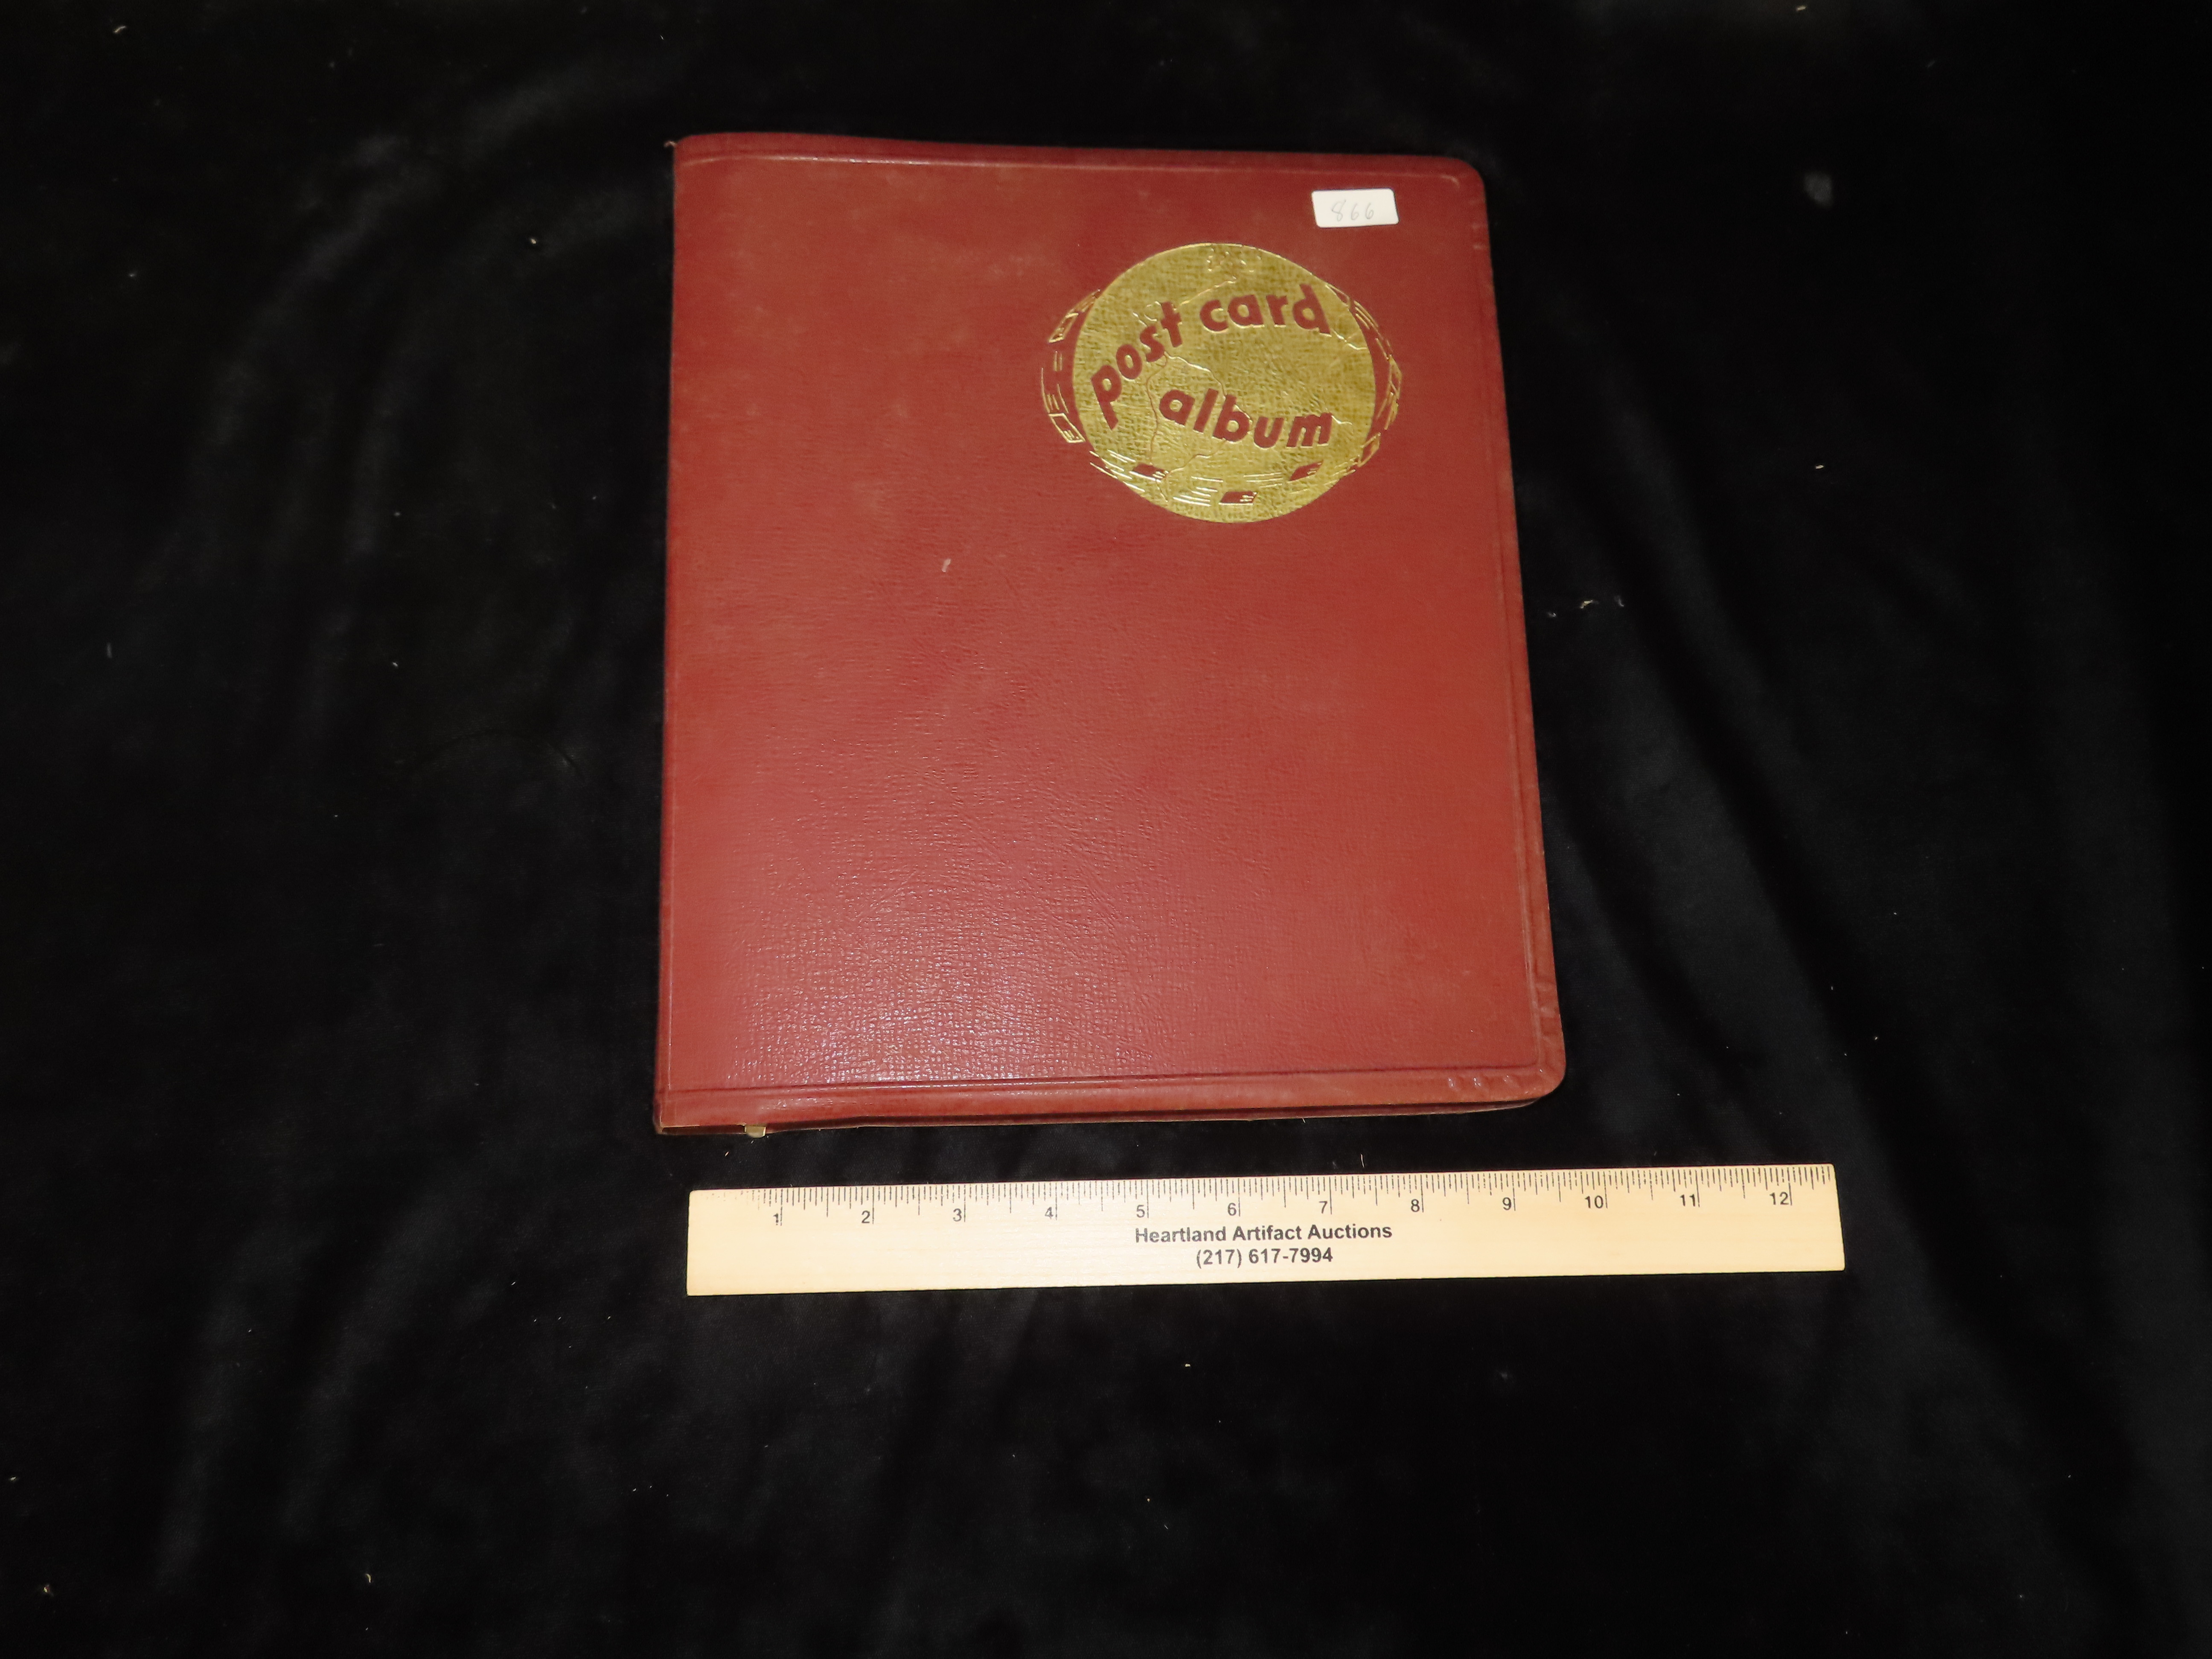 866
post card
album
1 2 3 4 5 6 7 8 9 10 11 12
Heartland Artifact Auctions
(217) 617-7994